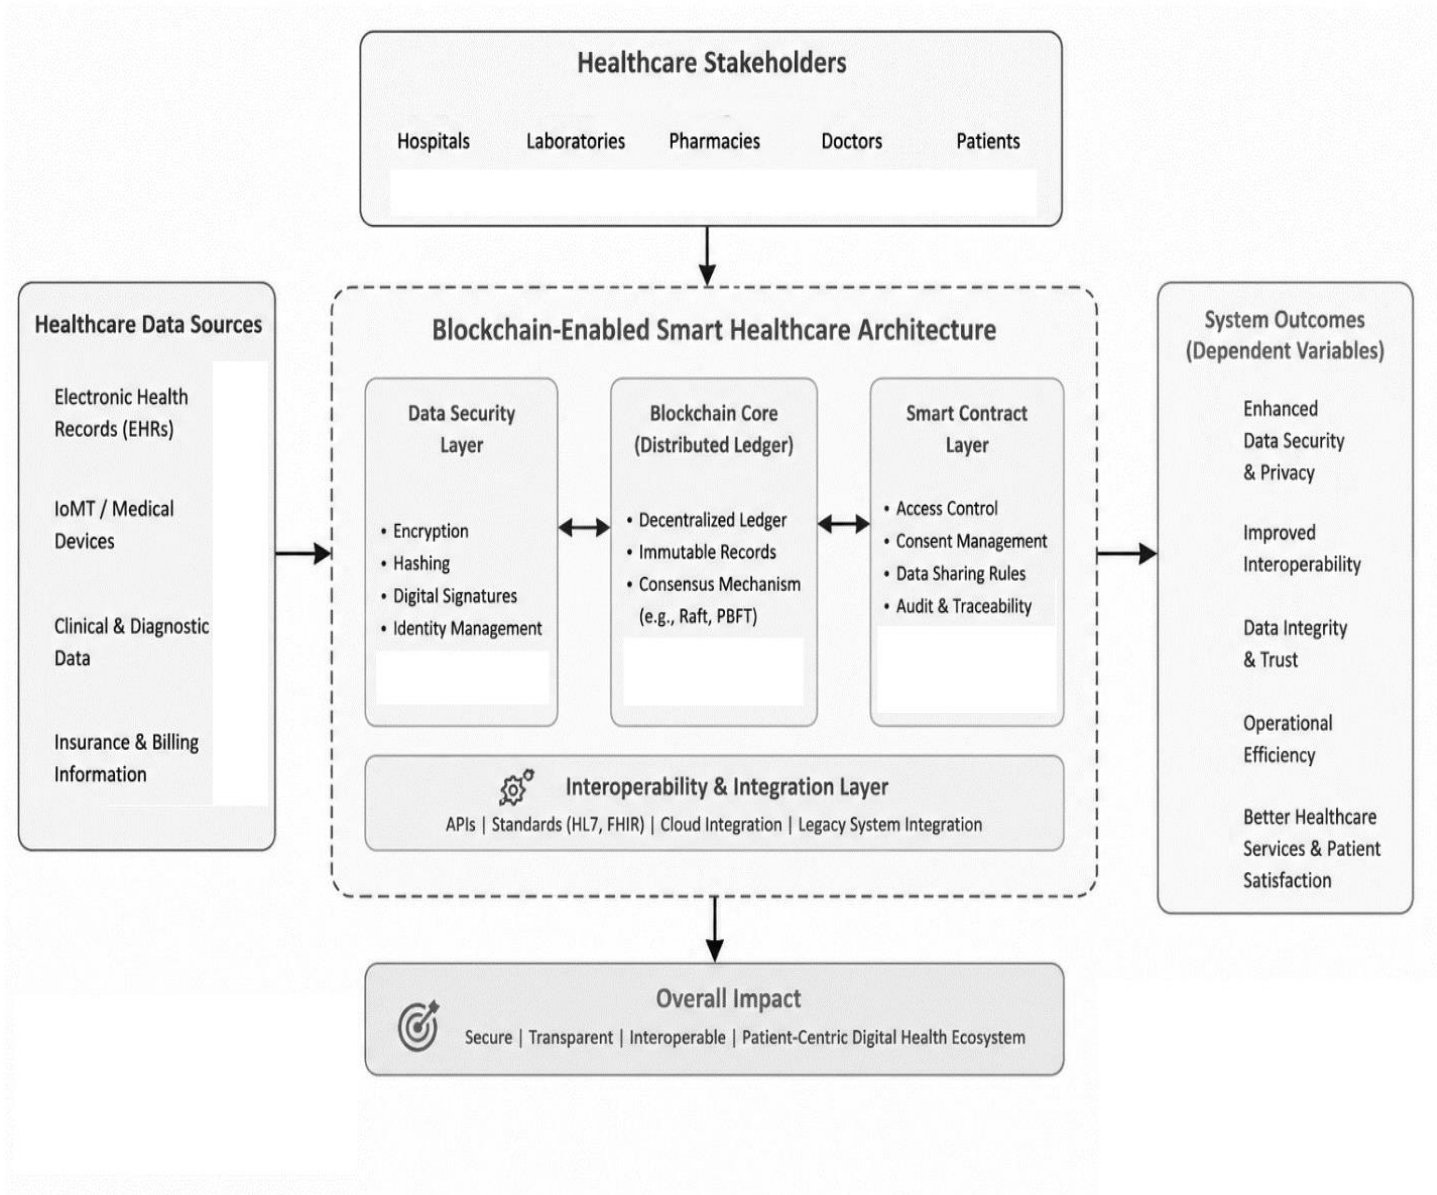 Healthcare Stakeholders
Hospitals Laboratories Pharmacies Doctors Patients
Healthcare Data Sources
Electronic Health
Records (EHRs)
IoMT / Medical
Devices
Clinical & Diagnostic
Data
Insurance & Billing
Information
Blockchain-Enabled Smart Healthcare Architecture
Data Security
Layer
• Encryption
• Hashing
• Digital Signatures
• Identity Management
Blockchain Core
(Distributed Ledger)
• Decentralized Ledger
• Immutable Records
• Consensus Mechanism
(e.g., Raft, PBFT)
Smart Contract
Layer
• Access Control
• Consent Management
• Data Sharing Rules
• Audit & Traceability
Interoperability & Integration Layer
APIs | Standards (HL7, FHIR) | Cloud Integration | Legacy System Integration
System Outcomes
(Dependent Variables)
Enhanced
Data Security
& Privacy
Improved
Interoperability
Data Integrity
& Trust
Operational
Efficiency
Better Healthcare
Services & Patient
Satisfaction
Overall Impact
Secure | Transparent | Interoperable | Patient-Centric Digital Health Ecosystem